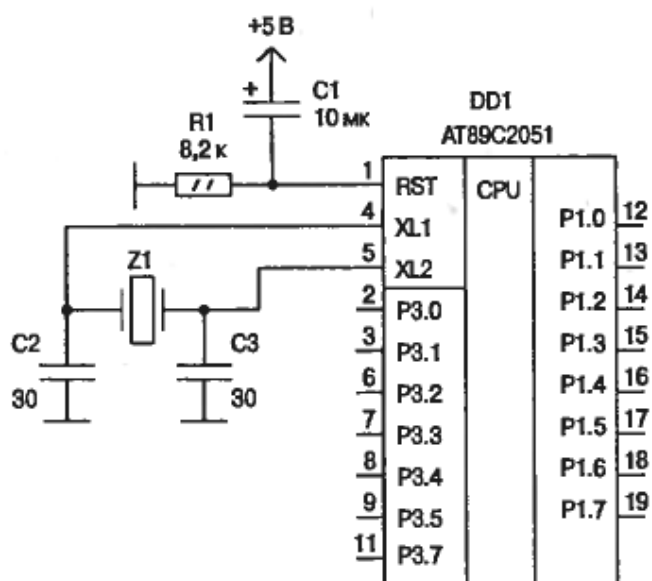 +5 В
+
C1
10 мк
DD1
AT89C2051
R1
8,2 к
1
RST
CPU
4
XL1
P1.0
12
5
XL2
P1.1
13
Z1
2
P3.0
P1.2
14
C2
C3
3
P3.1
P1.3
15
30
30
6
P3.2
P1.4
16
7
P3.3
P1.5
17
8
P3.4
P1.6
18
9
P3.5
P1.7
19
11
P3.7